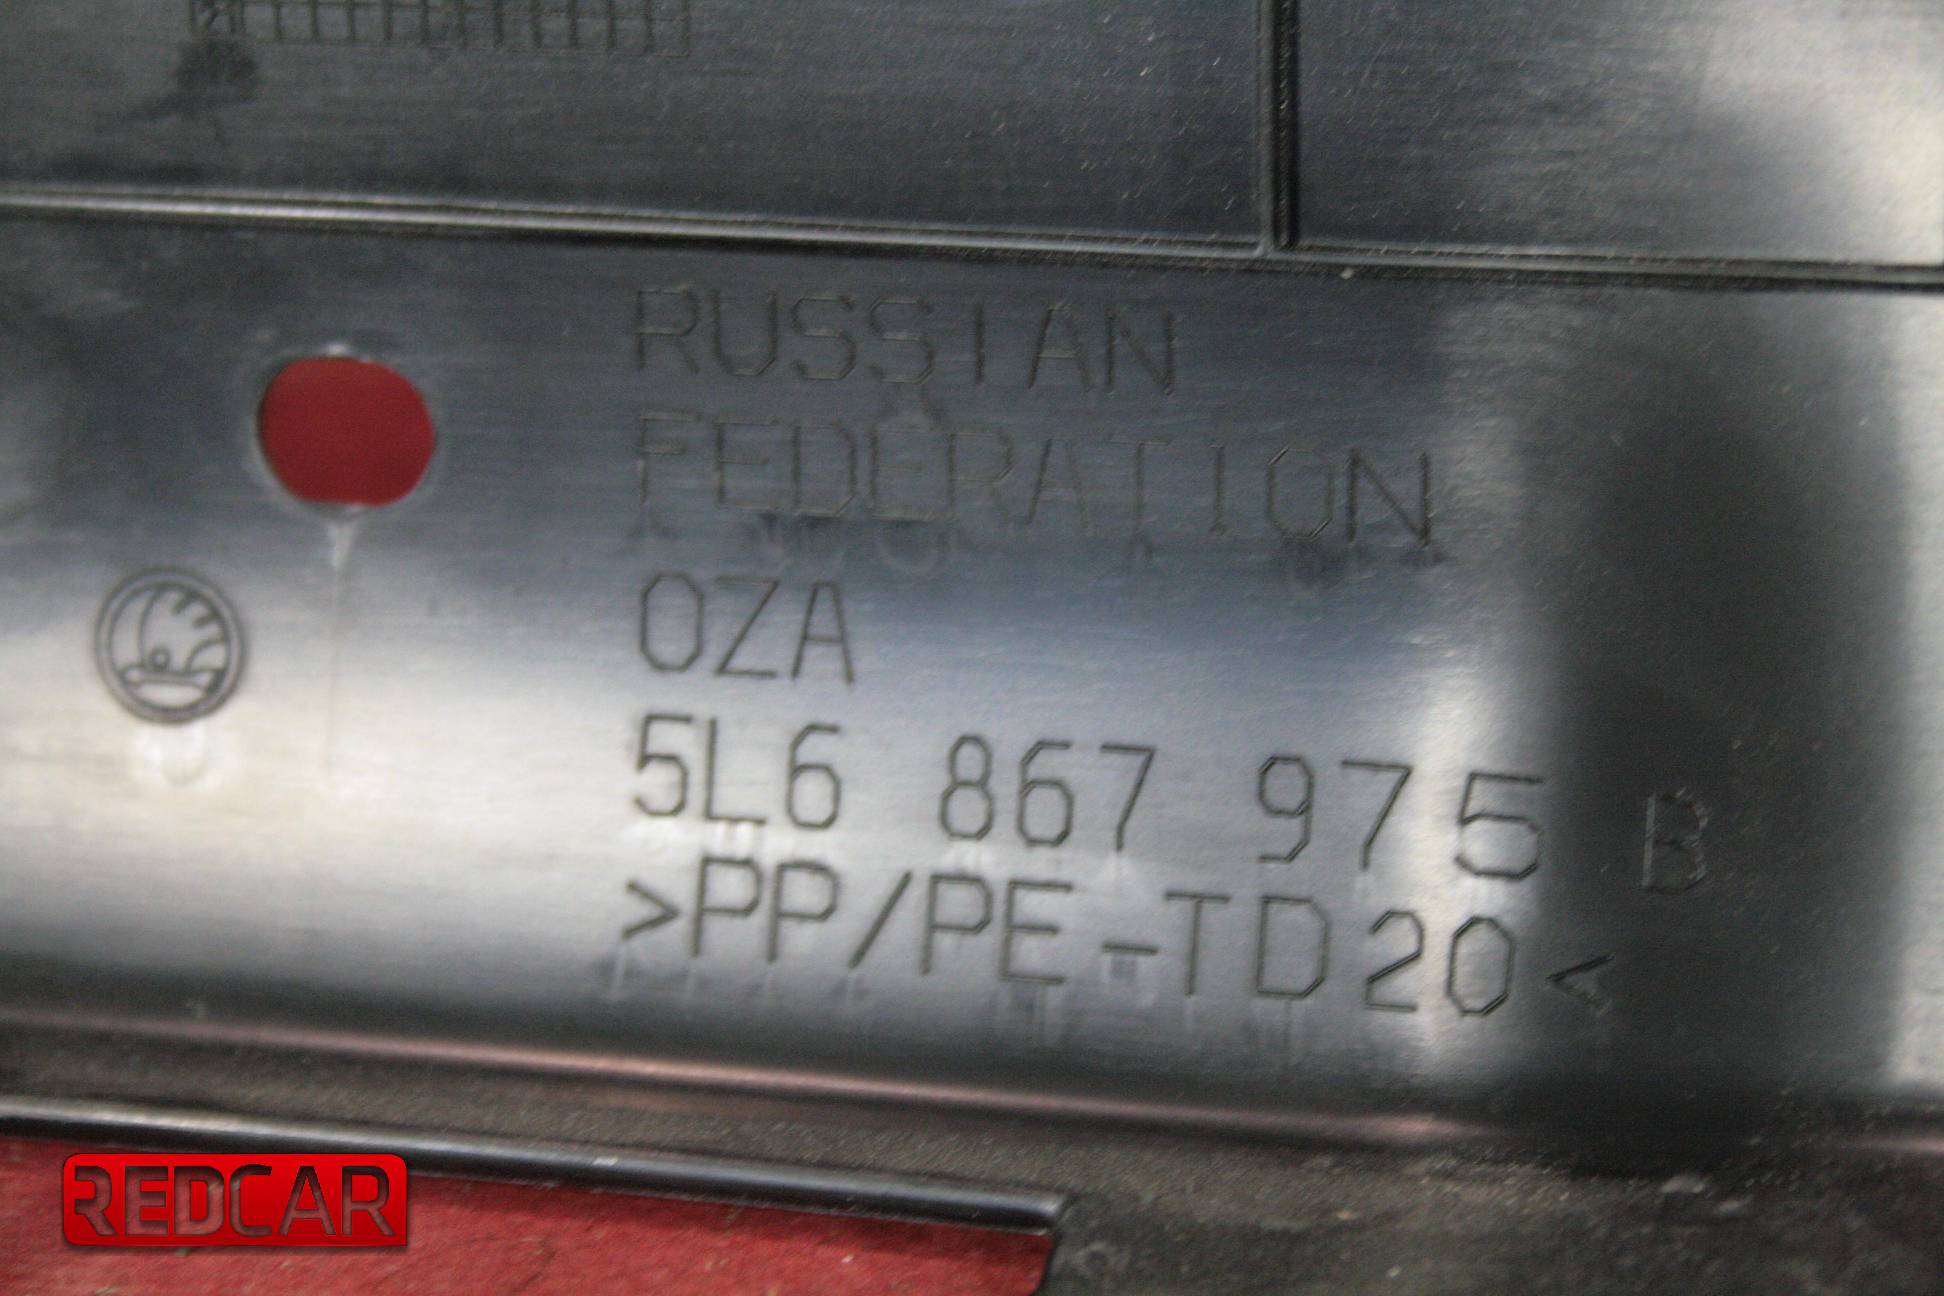 RUSSIAN
FEDERATION
OZA
5L6 867 975 B
>PP/PE-TD20<
REDCAR